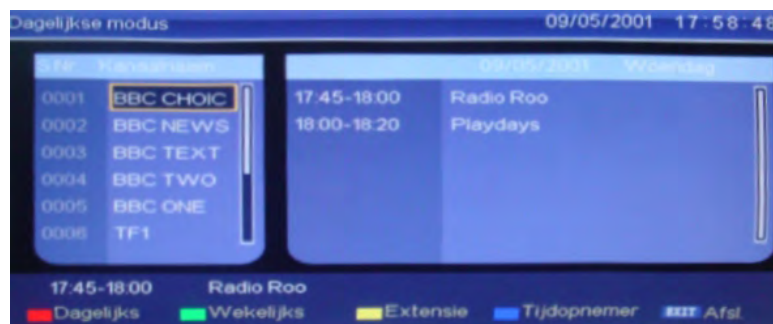 Dagelijkse modus 09/05/2001 17:58:48
S.Nr Kanaalnaam 09/05/2001 Woensdag
0001 BBC CHOIC 17:45-18:00 Radio Roo
0002 BBC NEWS 18:00-18:20 Playdays
0003 BBC TEXT
0004 BBC TWO
0005 BBC ONE
0006 TF1
17:45-18:00 Radio Roo
Dagelijks Wekelijks Extensie Tijdopnemer EXIT Afsl.